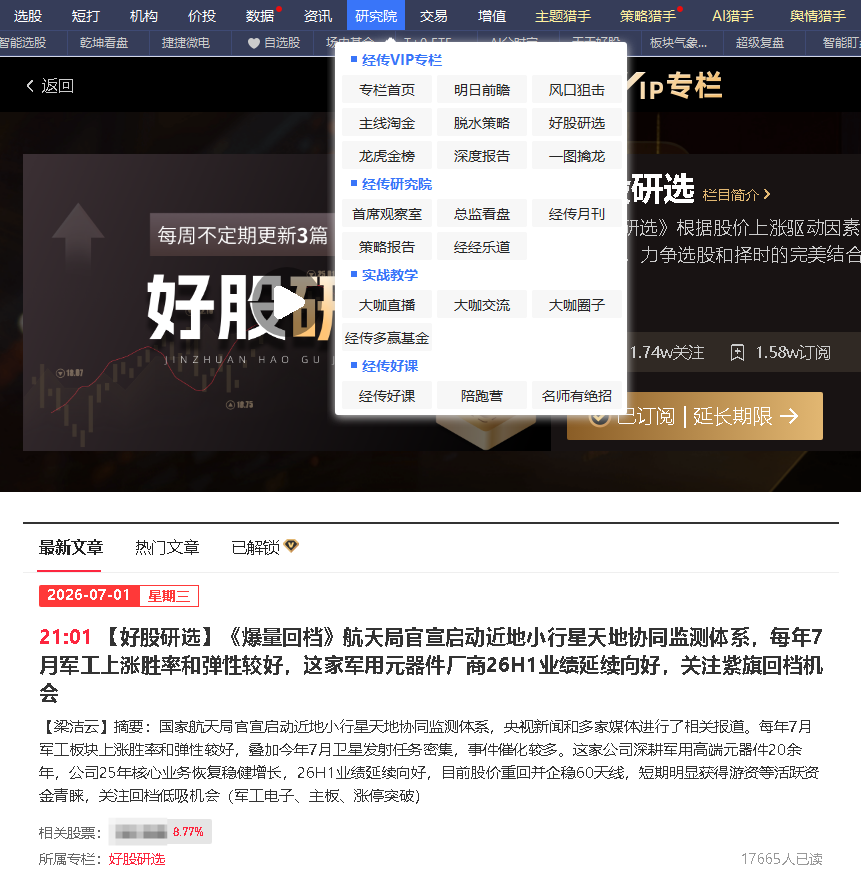 选股 短打 机构 价投 数据 资讯 研究院 交易 增值 主题猎手 策略猎手 AI猎手 舆情猎手
智能选股 乾坤看盘 捷捷微电 自选股 板块气象... 超级复盘 智能盯
返回
经传VIP专栏
专栏首页 明日前瞻 风口狙击
主线淘金 脱水策略 好股研选
龙虎金榜 深度报告 一图擒龙
经传研究院
首席观察室 总监看盘 经传月刊
策略报告 经经乐道
实战教学
大咖直播 大咖交流 大咖圈子
经传多赢基金
经传好课
经传好课 陪跑营 名师有绝招
VIP专栏
每周不定期更新3篇
好股研
JINZHUAN HAO GU J
18.07
18.75
研选 栏目简介
研选》根据股价上涨驱动因素
力争选股和择时的完美结合
1.74w关注 1.58w订阅
已订阅 | 延长期限
最新文章 热门文章 已解锁
2026-07-01 星期三
21:01 【好股研选】《爆量回档》航天局官宣启动近地小行星天地协同监测体系，每年7
月军工上涨胜率和弹性较好，这家军用元器件厂商26H1业绩延续向好，关注紫旗回档机
会
【梁洁云】摘要：国家航天局官宣启动近地小行星天地协同监测体系，央视新闻和多家媒体进行了相关报道。每年7月
军工板块上涨胜率和弹性较好，叠加今年7月卫星发射任务密集，事件催化较多。这家公司深耕军用高端元器件20余
年，公司25年核心业务恢复稳健增长，26H1业绩延续向好，目前股价重回并企稳60天线，短期明显获得游资等活跃资
金青睐，关注回档低吸机会（军工电子、主板、涨停突破）
相关股票： 8.77%
所属专栏：好股研选 17665人已读